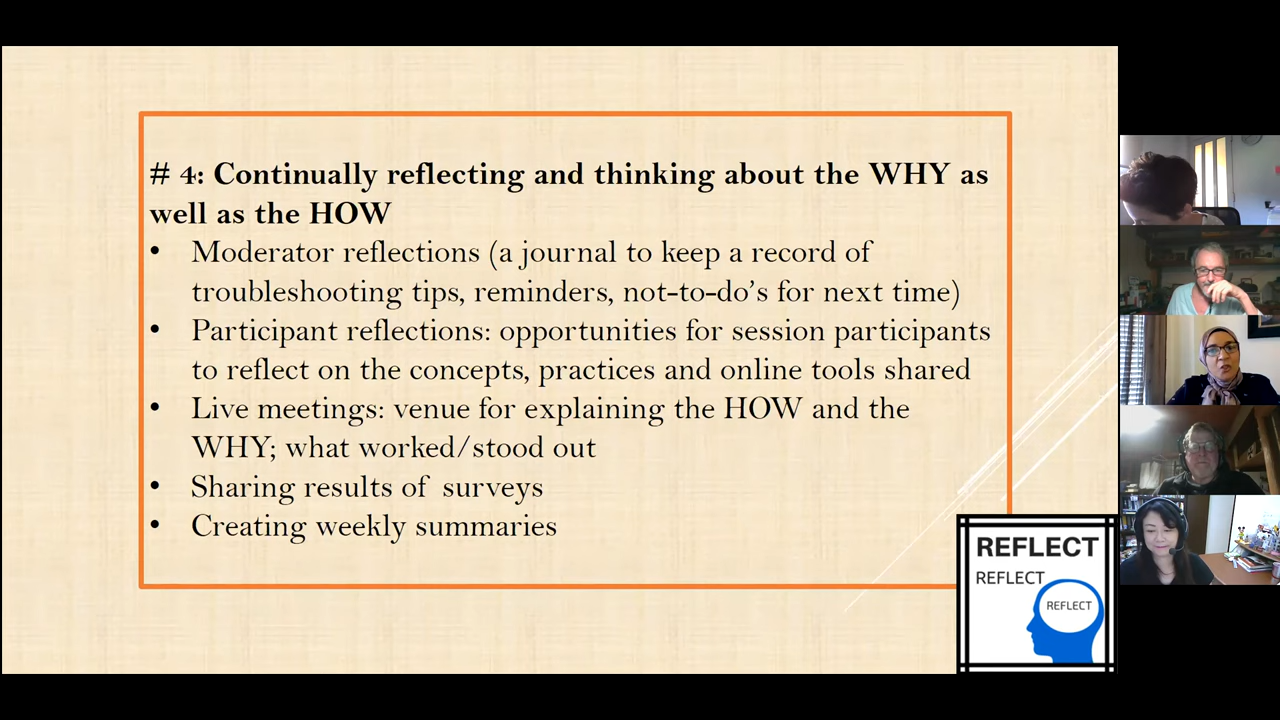 # 4: Continually reflecting and thinking about the WHY as
well as the HOW
• Moderator reflections (a journal to keep a record of
troubleshooting tips, reminders, not-to-do’s for next time)
• Participant reflections: opportunities for session participants
to reflect on the concepts, practices and online tools shared
• Live meetings: venue for explaining the HOW and the
WHY; what worked/stood out
• Sharing results of  surveys
• Creating weekly summaries
REFLECT
REFLECT
REFLECT